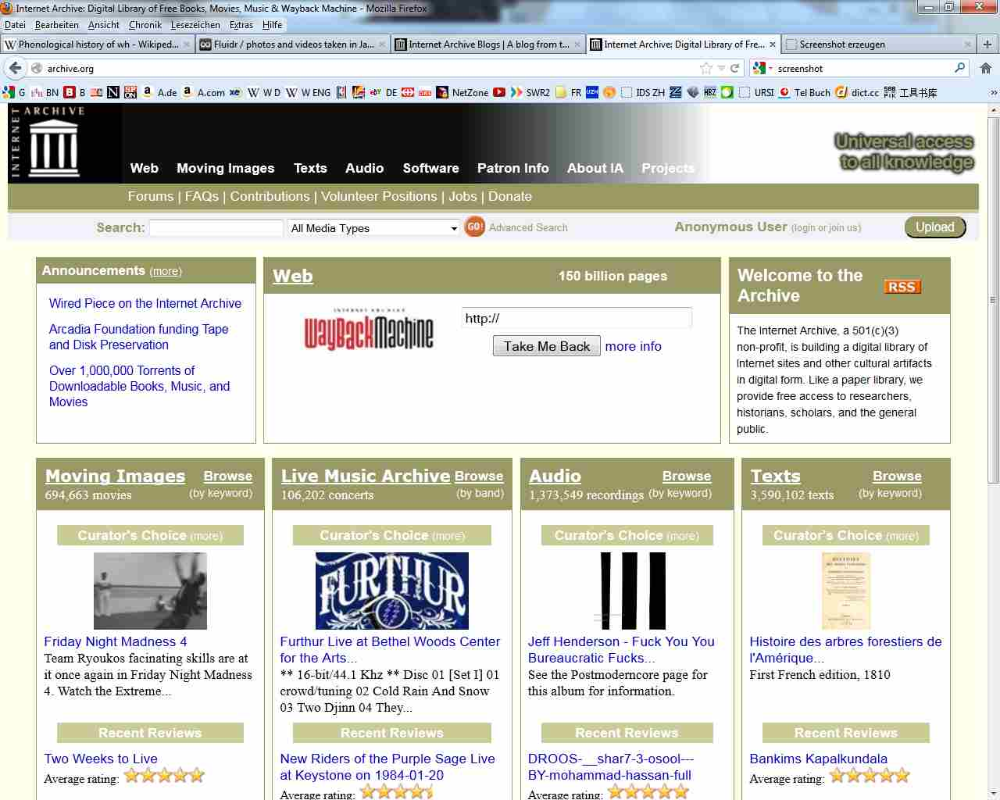 Internet Archive: Digital Library of Free Books, Movies, Music & Wayback Machine - Mozilla Firefox
Datei Bearbeiten Ansicht Chronik Lesezeichen Extras Hilfe
Phonological history of wh - Wikiped... Fluidr / photos and videos taken in Ja... Internet Archive Blogs | A blog from t... Internet Archive: Digital Library of Fre... Screenshot erzeugen
archive.org screenshot
G BN B B N A.de A.com xe W D W ENG DE NetZone SWR2 FR UZH IDS ZH HBZ URSI Tel Buch dict.cc 工具书库 »
INTERNET ARCHIVE
Universal access
to all knowledge
Web Moving Images Texts Audio Software Patron Info About IA Projects
Forums | FAQs | Contributions | Volunteer Positions | Jobs | Donate
Search: All Media Types GO! Advanced Search Anonymous User (login or join us) Upload
Announcements (more)
Wired Piece on the Internet Archive
Arcadia Foundation funding Tape
and Disk Preservation
Over 1,000,000 Torrents of
Downloadable Books, Music, and
Movies
Web 150 billion pages
INTERNET ARCHIVE
WayBackMachine
http://
Take Me Back more info
Welcome to the
Archive
RSS
The Internet Archive, a 501(c)(3)
non-profit, is building a digital library of
Internet sites and other cultural artifacts
in digital form. Like a paper library, we
provide free access to researchers,
historians, scholars, and the general
public.
Moving Images Browse
694,663 movies (by keyword)
Curator's Choice (more)
Friday Night Madness 4
Team Ryoukos facinating skills are at
it once again in Friday Night Madness
4. Watch the Extreme...
Recent Reviews
Two Weeks to Live
Average rating:
Live Music Archive Browse
106,202 concerts (by band)
Curator's Choice (more)
FURTHUR
Furthur Live at Bethel Woods Center
for the Arts...
** 16-bit/44.1 Khz ** Disc 01 [Set I] 01
crowd/tuning 02 Cold Rain And Snow
03 Two Djinn 04 They...
Recent Reviews
New Riders of the Purple Sage Live
at Keystone on 1984-01-20
Average rating:
Audio Browse
1,373,549 recordings (by keyword)
Curator's Choice (more)
Jeff Henderson - Fuck You You
Bureaucratic Fucks...
See the Postmoderncore page for
this album for information.
Recent Reviews
DROOS-__shar7-3-osool---
BY-mohammad-hassan-full
Average rating:
Texts Browse
3,590,102 texts (by keyword)
Curator's Choice (more)
HISTOIRE
Histoire des arbres forestiers de
l'Amérique...
First French edition, 1810
Recent Reviews
Bankims Kapalkundala
Average rating: